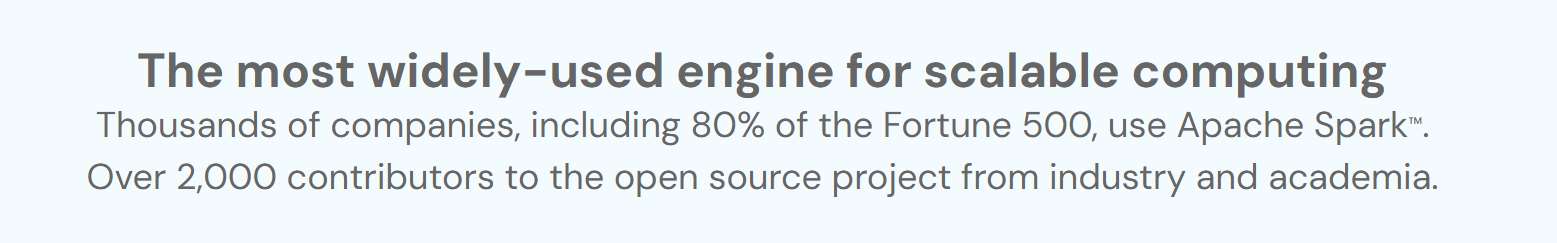 The most widely-used engine for scalable computing
Thousands of companies, including 80% of the Fortune 500, use Apache Spark™.
Over 2,000 contributors to the open source project from industry and academia.